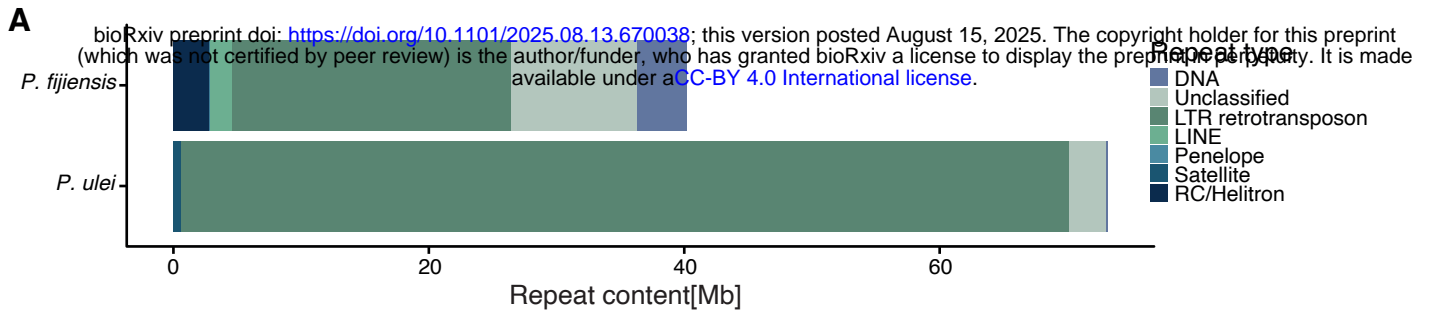 A
bioRxiv preprint doi: https://doi.org/10.1101/2025.08.13.670038; this version posted August 15, 2025. The copyright holder for this preprint
(which was not certified by peer review) is the author/funder, who has granted bioRxiv a license to display the preprint in perpetuity. It is made
available under aCC-BY 4.0 International license.
Repeat type
DNA
Unclassified
LTR retrotransposon
LINE
Penelope
Satellite
RC/Helitron
P. fijiensis
P. ulei
0 20 40 60
Repeat content[Mb]